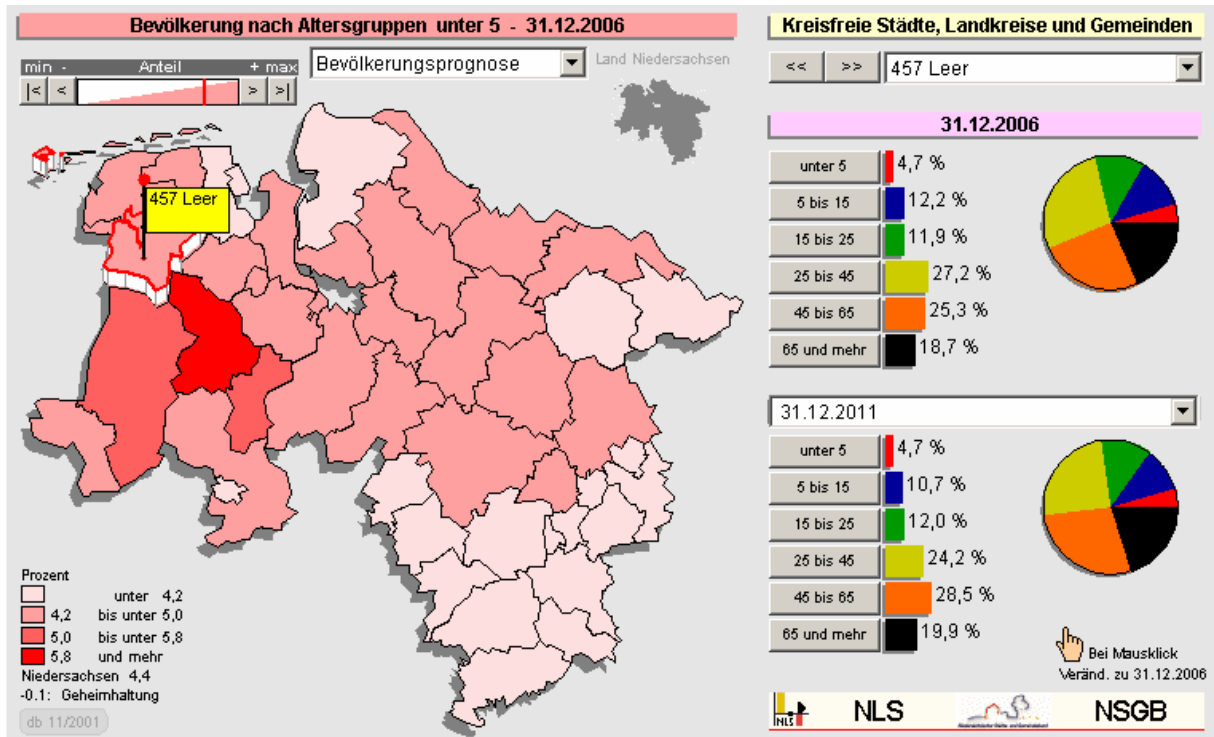 Bevölkerung nach Altersgruppen unter 5 - 31.12.2006
min - Anteil + max
|< < > >|
Bevölkerungsprognose
Land Niedersachsen
457 Leer
Prozent
unter 4,2
4,2 bis unter 5,0
5,0 bis unter 5,8
5,8 und mehr
Niedersachsen 4,4
-0.1: Geheimhaltung
db 11/2001
Kreisfreie Städte, Landkreise und Gemeinden
<< >> 457 Leer
31.12.2006
unter 5 4,7 %
5 bis 15 12,2 %
15 bis 25 11,9 %
25 bis 45 27,2 %
45 bis 65 25,3 %
65 und mehr 18,7 %
31.12.2011
unter 5 4,7 %
5 bis 15 10,7 %
15 bis 25 12,0 %
25 bis 45 24,2 %
45 bis 65 28,5 %
65 und mehr 19,9 %
Bei Mausklick
Veränd. zu 31.12.2006
NLS NLS NSGB